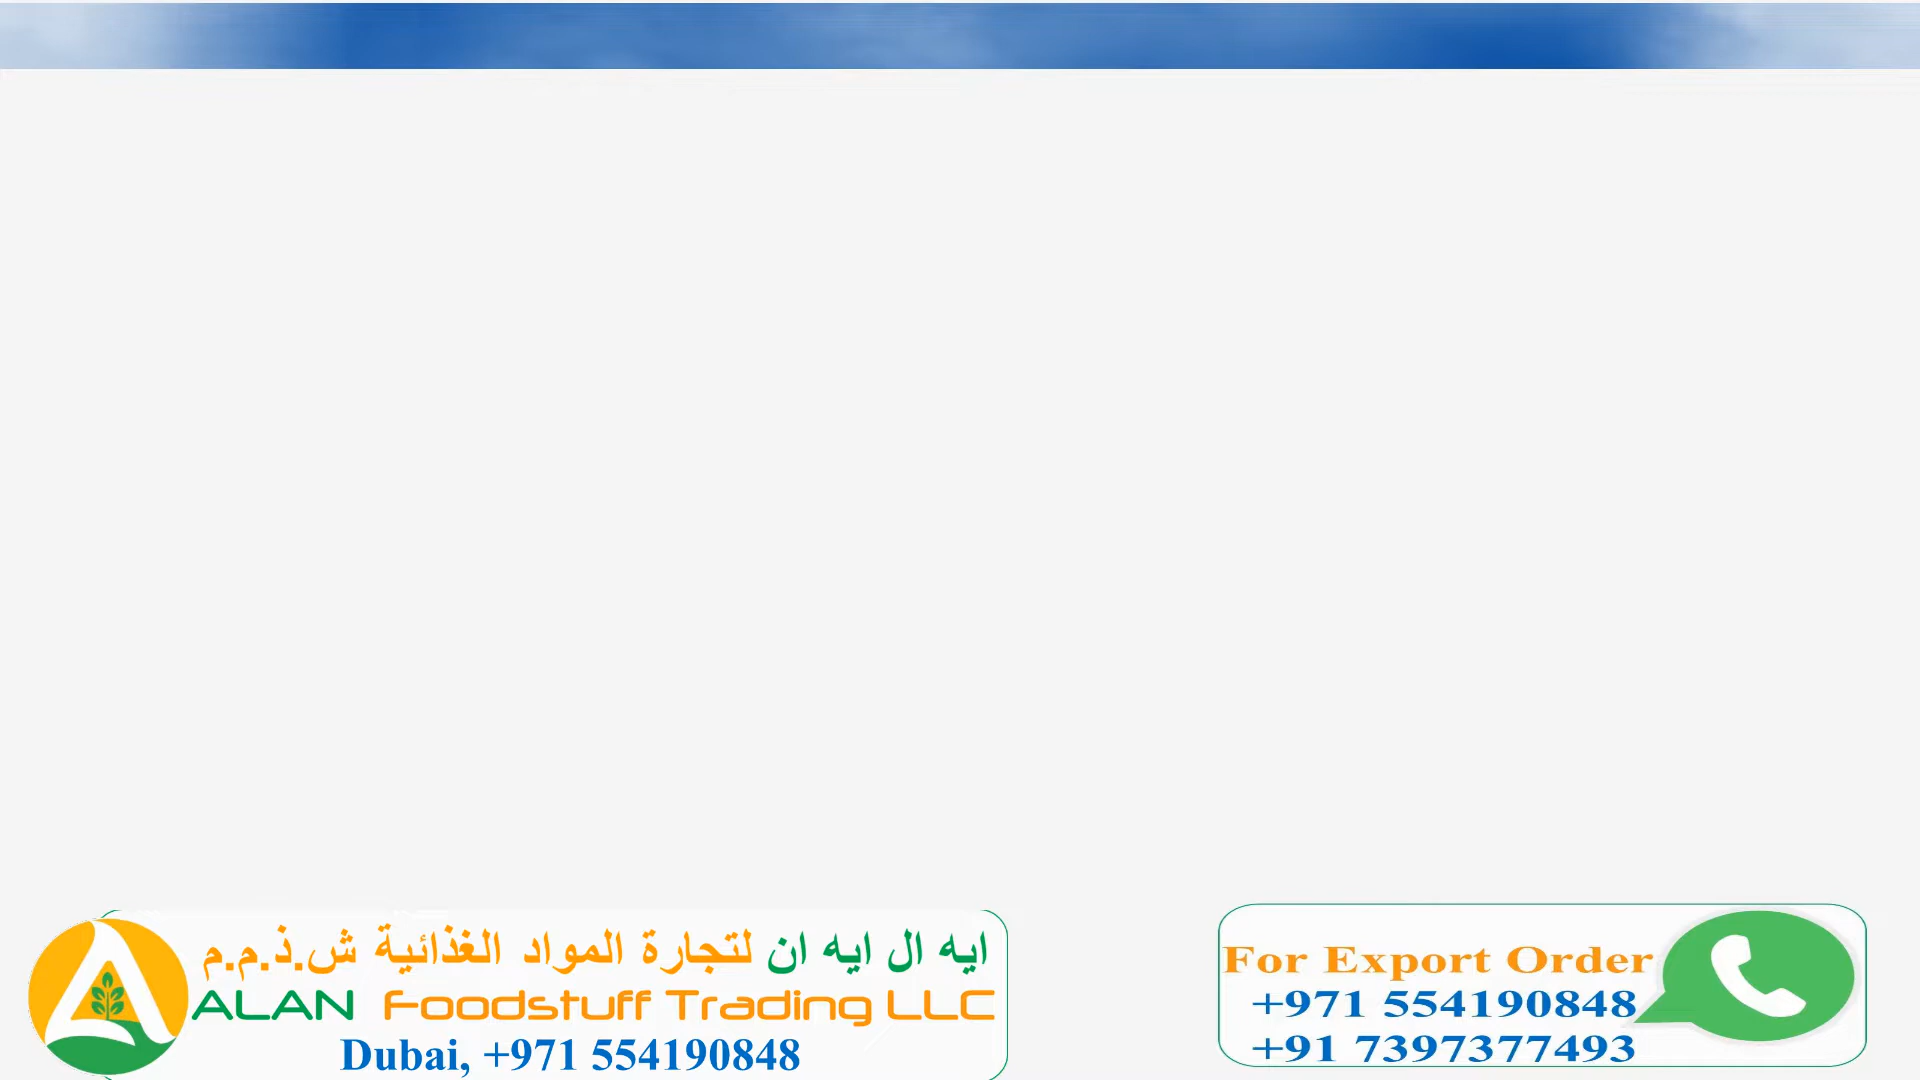 ايه ال ايه ان لتجارة المواد الغذائية ش.ذ.م.م
ALAN Foodstuff Trading LLC
Dubai, +971 554190848
For Export Order
+971 554190848
+91 7397377493